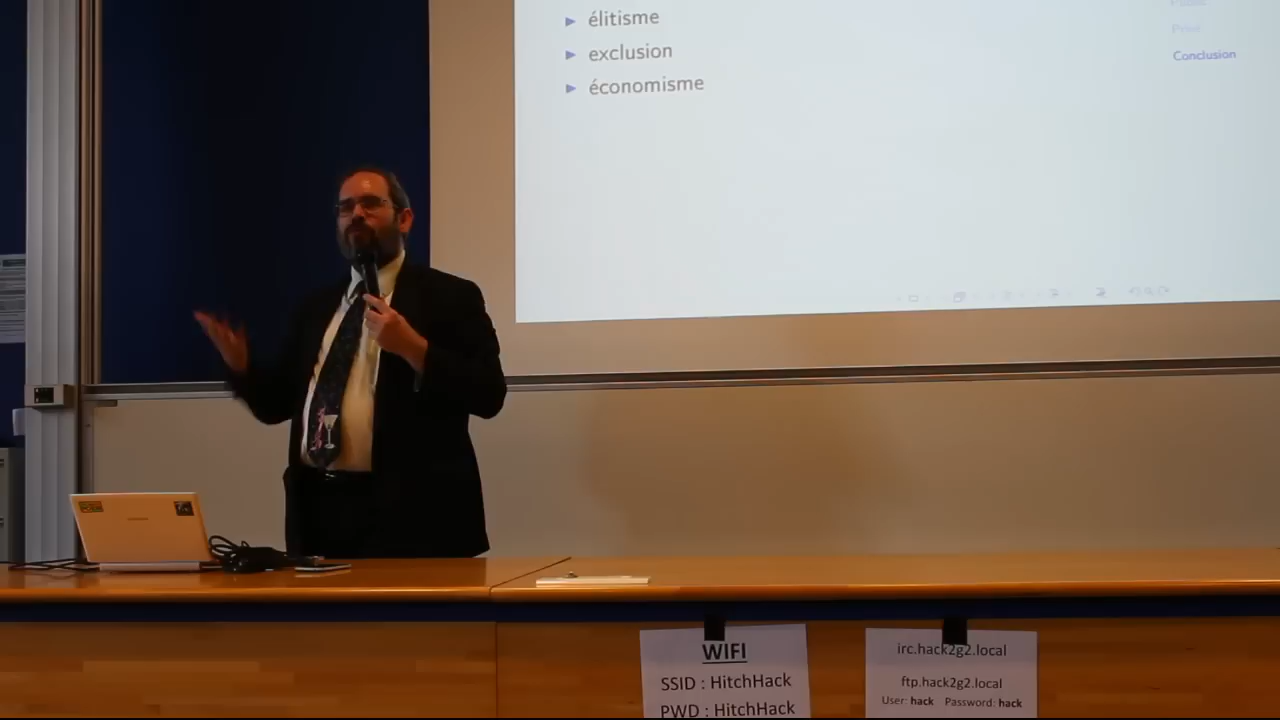 élitisme
exclusion
économisme
Conclusion
WIFI
SSID : HitchHack
PWD : HitchHack
irc.hack2g2.local
ftp.hack2g2.local
User: hack Password: hack